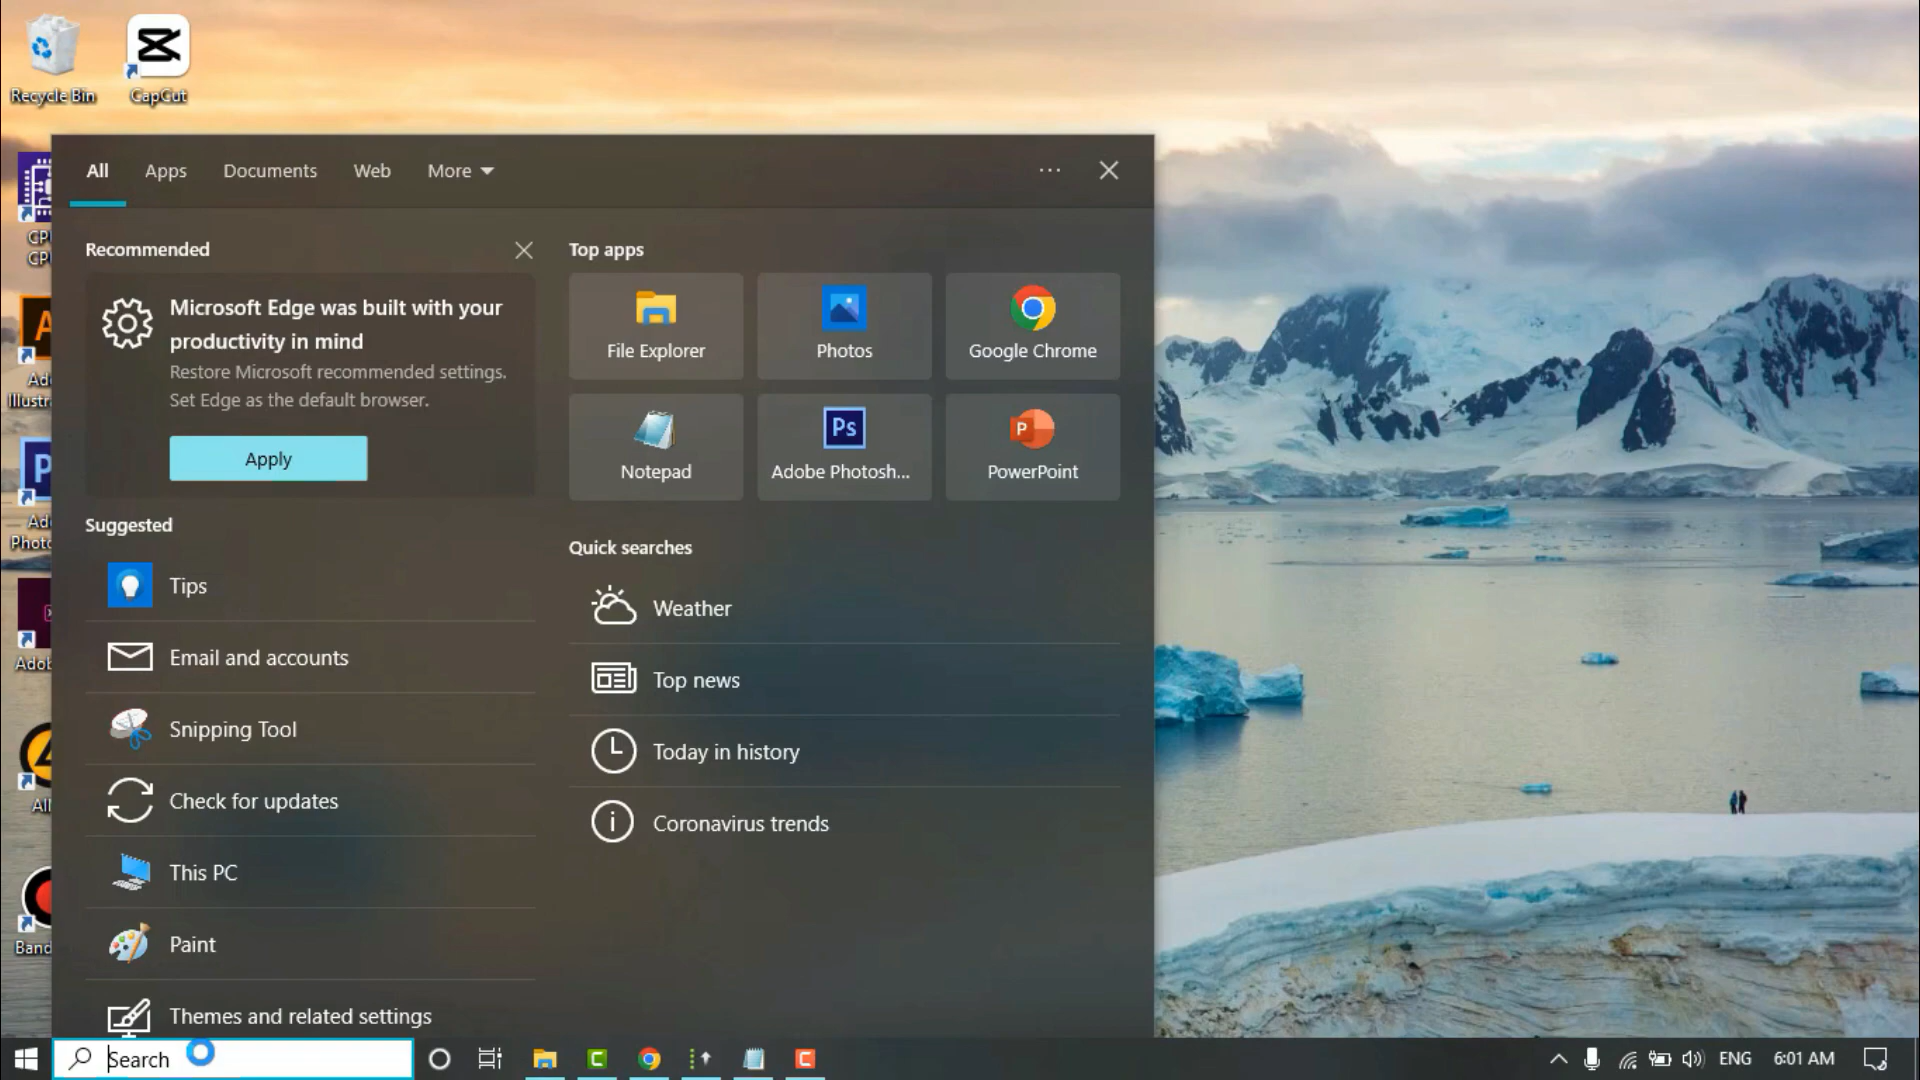 Recycle Bin
CapCut
All
Apps
Documents
Web
More
Recommended
Microsoft Edge was built with your
productivity in mind
Restore Microsoft recommended settings.
Set Edge as the default browser.
Apply
Top apps
File Explorer
Photos
Google Chrome
Notepad
Ps
Adobe Photosh...
P
PowerPoint
Suggested
Tips
Email and accounts
Snipping Tool
Check for updates
This PC
Paint
Themes and related settings
Quick searches
Weather
Top news
Today in history
Coronavirus trends
Search
ENG
6:01 AM